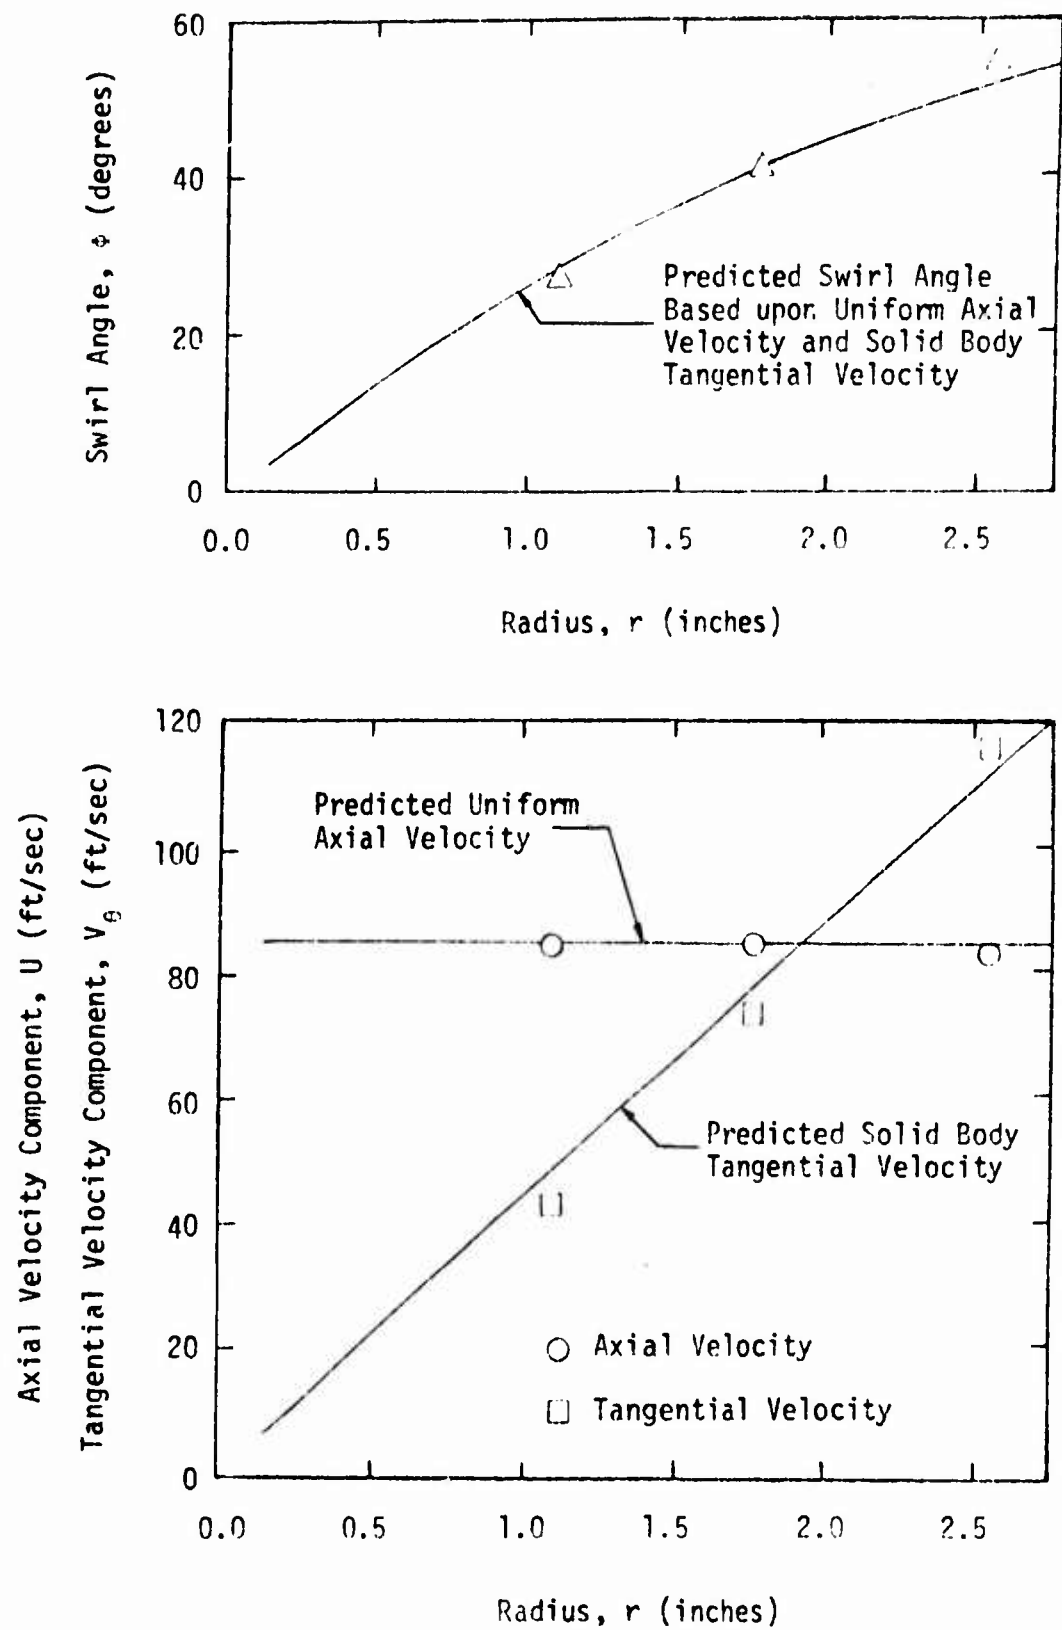 60
40
20
0
Swirl Angle, Φ (degrees)
Predicted Swirl Angle
Based upon Uniform Axial
Velocity and Solid Body
Tangential Velocity
0.0 0.5 1.0 1.5 2.0 2.5
Radius, r (inches)
120
100
80
60
40
20
0
Axial Velocity Component, U (ft/sec)
Tangential Velocity Component, Vθ (ft/sec)
Predicted Uniform
Axial Velocity
Predicted Solid Body
Tangential Velocity
Axial Velocity
Tangential Velocity
0.0 0.5 1.0 1.5 2.0 2.5
Radius, r (inches)